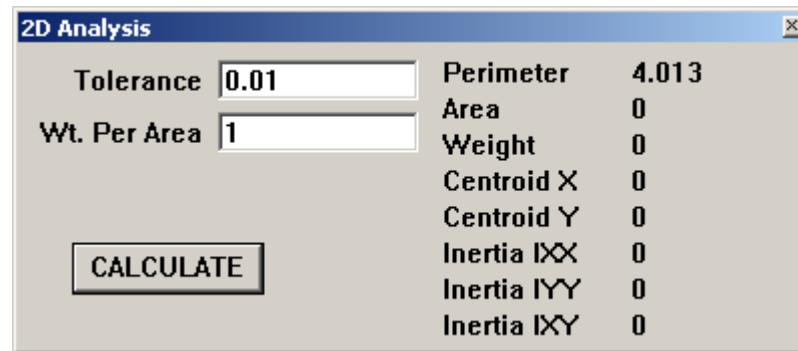 2D Analysis
Tolerance 0.01
Wt. Per Area 1
CALCULATE
Perimeter 4.013
Area 0
Weight 0
Centroid X 0
Centroid Y 0
Inertia IXX 0
Inertia IYY 0
Inertia IXY 0